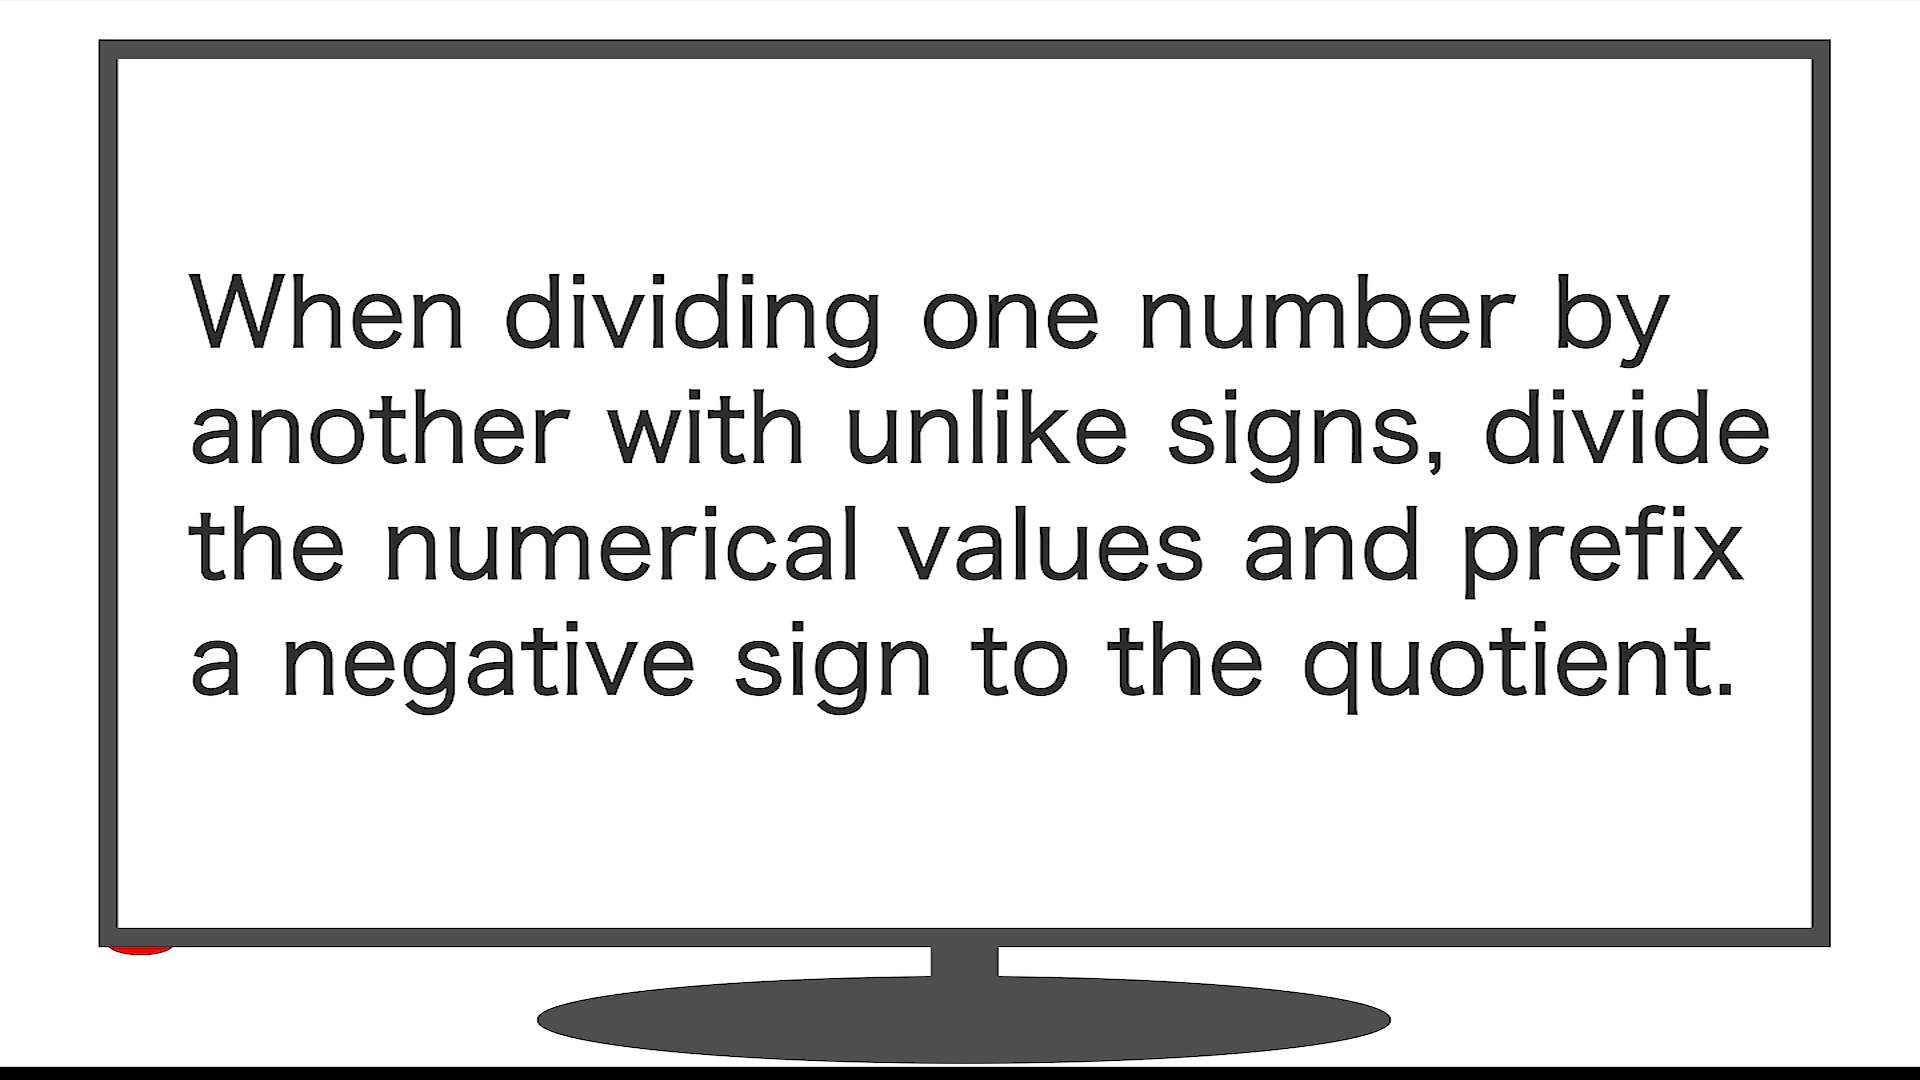 When dividing one number by
another with unlike signs, divide
the numerical values and prefix
a negative sign to the quotient.